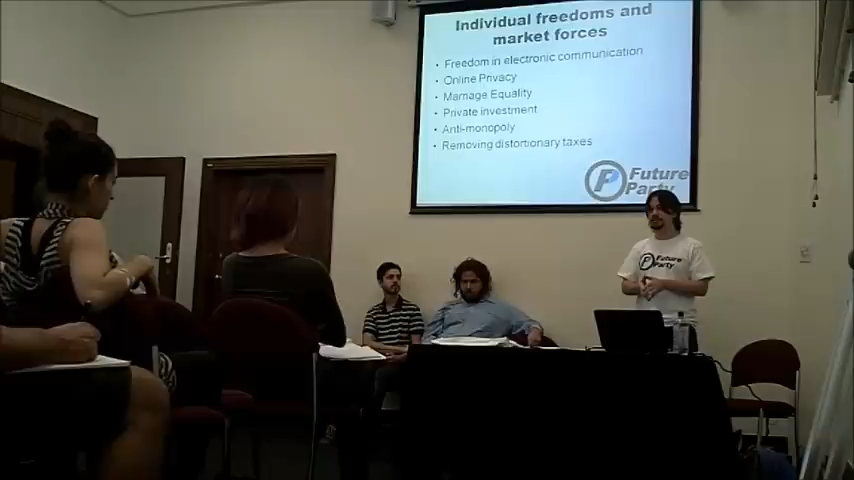 Individual freedoms and
market forces
• Freedom in electronic communication
• Online Privacy
• Marriage Equality
• Private investment
• Anti-monopoly
• Removing distortionary taxes
Future
Party
Future
Party